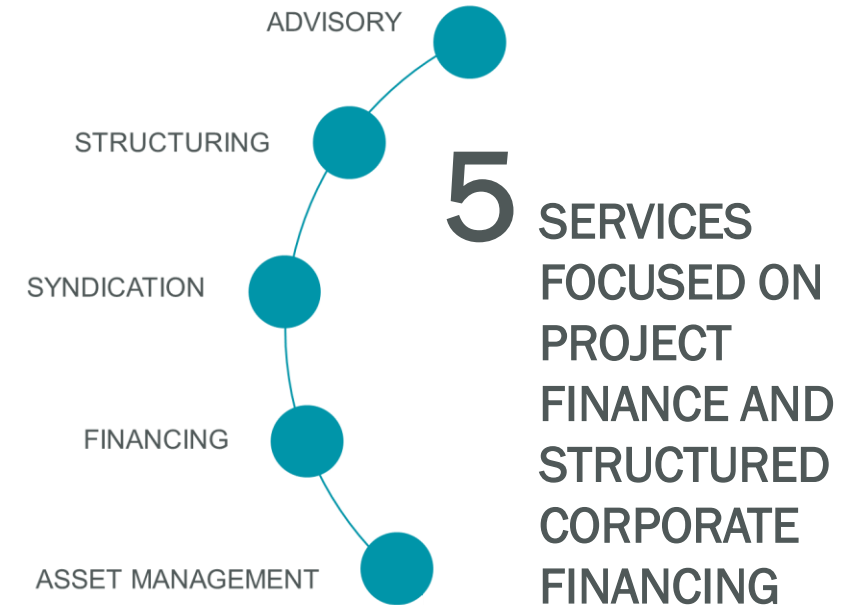 ADVISORY
STRUCTURING
SYNDICATION
FINANCING
ASSET MANAGEMENT
5 SERVICES
FOCUSED ON
PROJECT
FINANCE AND
STRUCTURED
CORPORATE
FINANCING